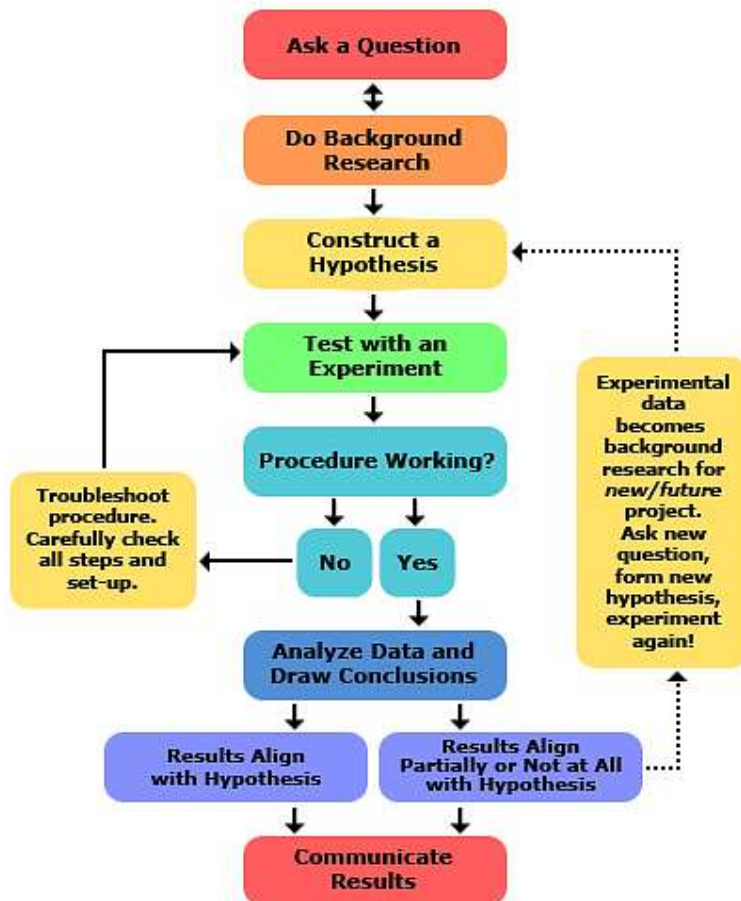 Ask a Question
Do Background
Research
Construct a
Hypothesis
Test with an
Experiment
Procedure Working?
No
Yes
Troubleshoot
procedure.
Carefully check
all steps and
set-up.
Experimental
data
becomes
background
research for
new/future
project.
Ask new
question,
form new
hypothesis,
experiment
again!
Analyze Data and
Draw Conclusions
Results Align
with Hypothesis
Results Align
Partially or Not at All
with Hypothesis
Communicate
Results